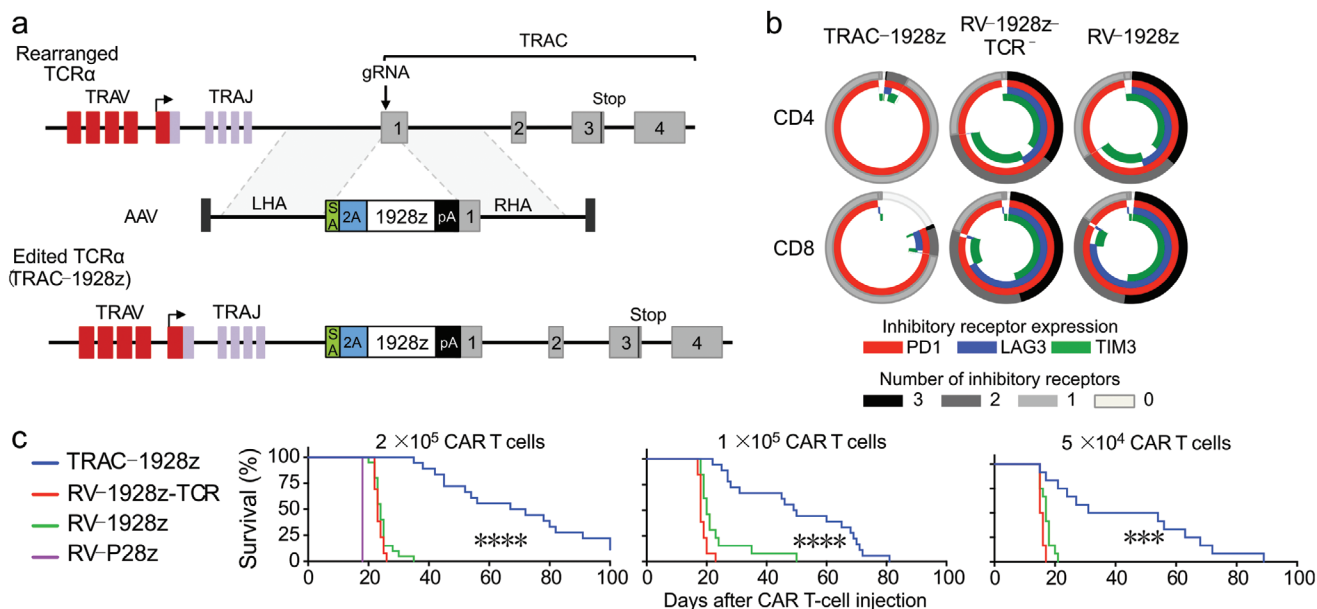 a
Rearranged
TCRα
TRAV
TRAJ
gRNA
TRAC
Stop
1
2
3
4
AAV
LHA
SA
2A
1928z
pA
1
RHA
Edited TCRα
(TRAC−1928z)
TRAV
TRAJ
SA
2A
1928z
pA
1
2
Stop
3
4
b
TRAC−1928z
RV−1928z−
TCR⁻
RV−1928z
CD4
CD8
Inhibitory receptor expression
PD1 LAG3 TIM3
Number of inhibitory receptors
3 2 1 0
c
TRAC−1928z
RV−1928z-TCR
RV−1928z
RV−P28z
2 ×10⁵ CAR T cells
1 ×10⁵ CAR T cells
5 ×10⁴ CAR T cells
Survival (%)
100
75
50
25
0
****
****
***
0 20 40 60 80 100
0 20 40 60 80 100
0 20 40 60 80 100
Days after CAR T-cell injection